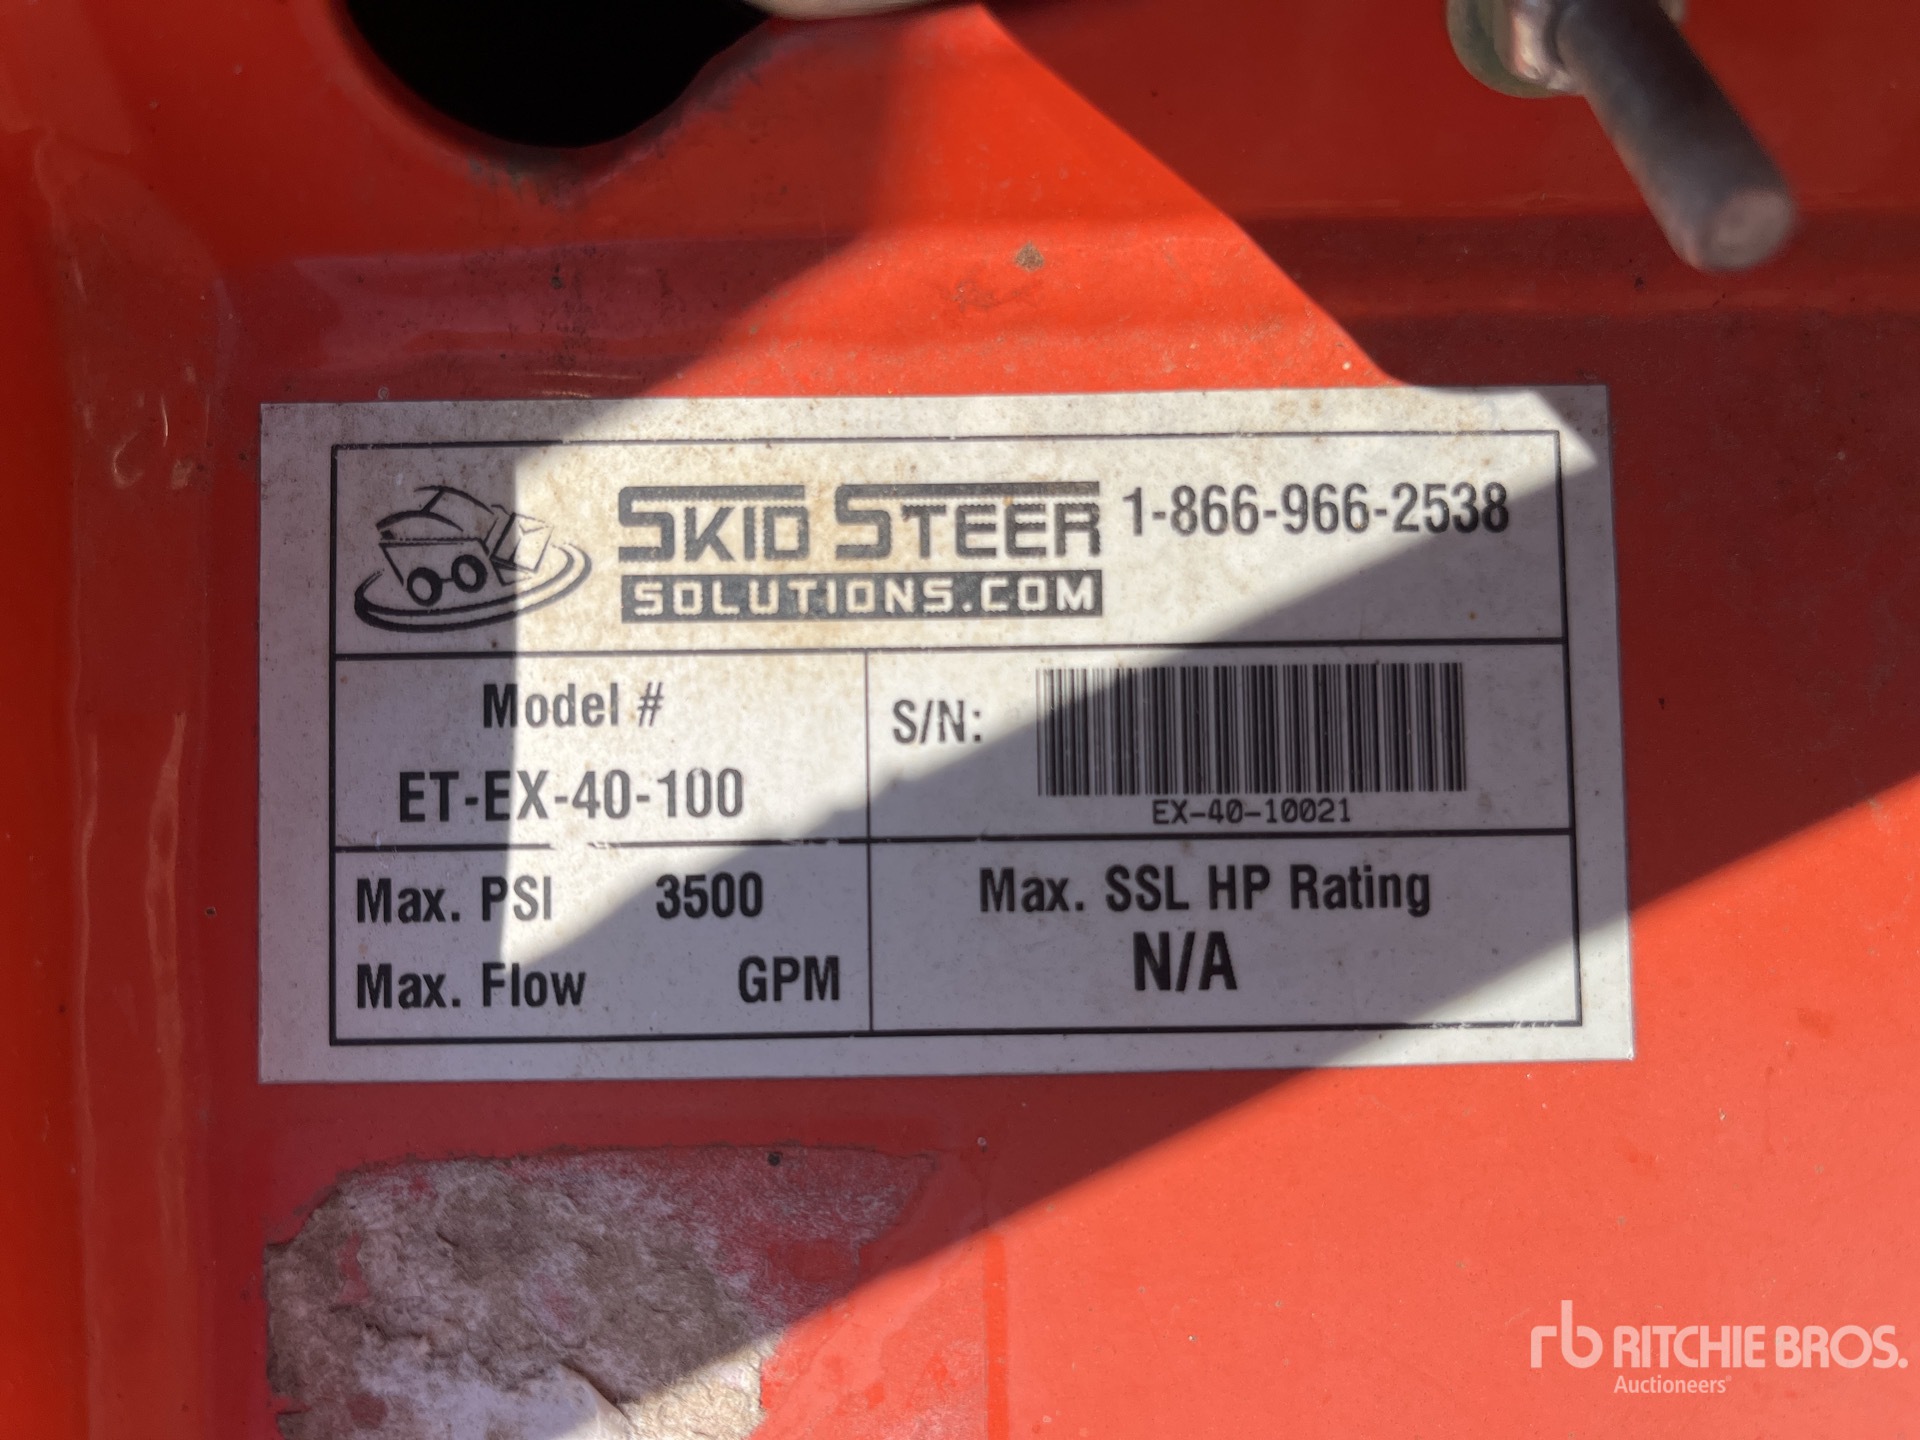 SKID STEER 1-866-966-2538
SOLUTIONS.COM
Model #
ET-EX-40-100
S/N:
EX-40-10021
Max. PSI 3500
Max. Flow GPM
Max. SSL HP Rating
N/A
rb RITCHIE BROS.
Auctioneers